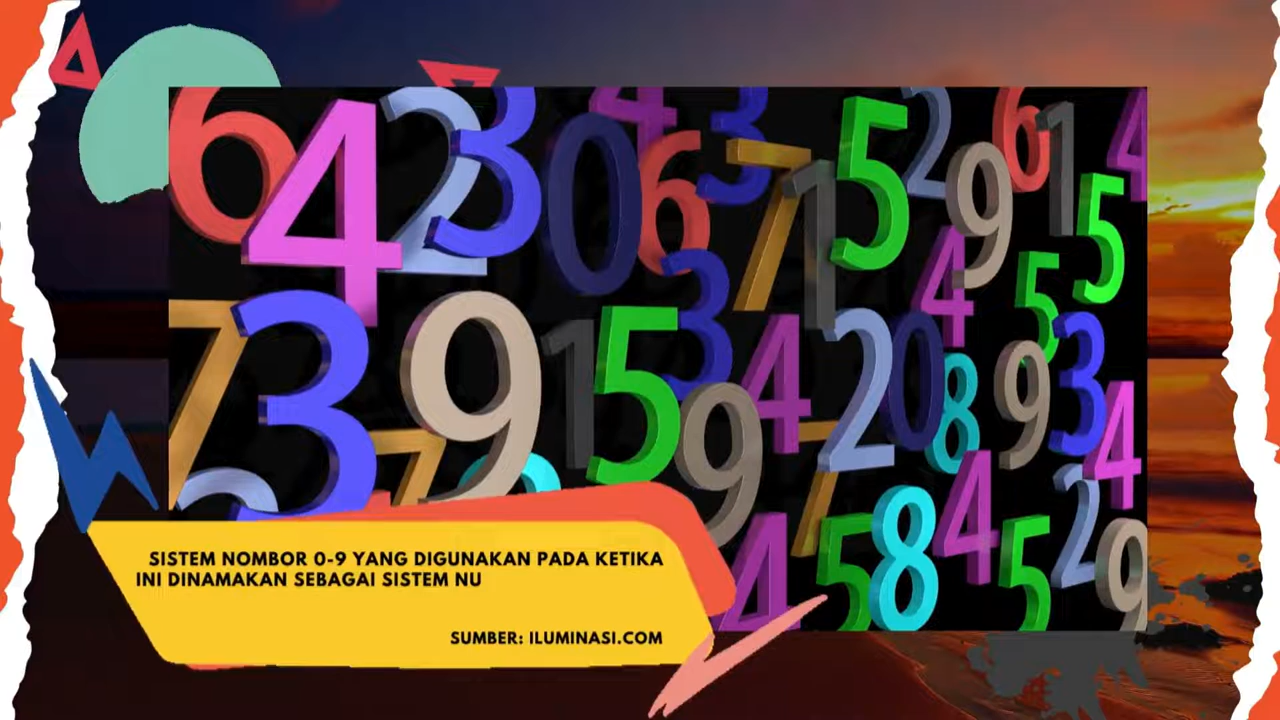 SISTEM NOMBOR 0-9 YANG DIGUNAKAN PADA KETIKA
INI DINAMAKAN SEBAGAI SISTEM NU
SUMBER: ILUMINASI.COM